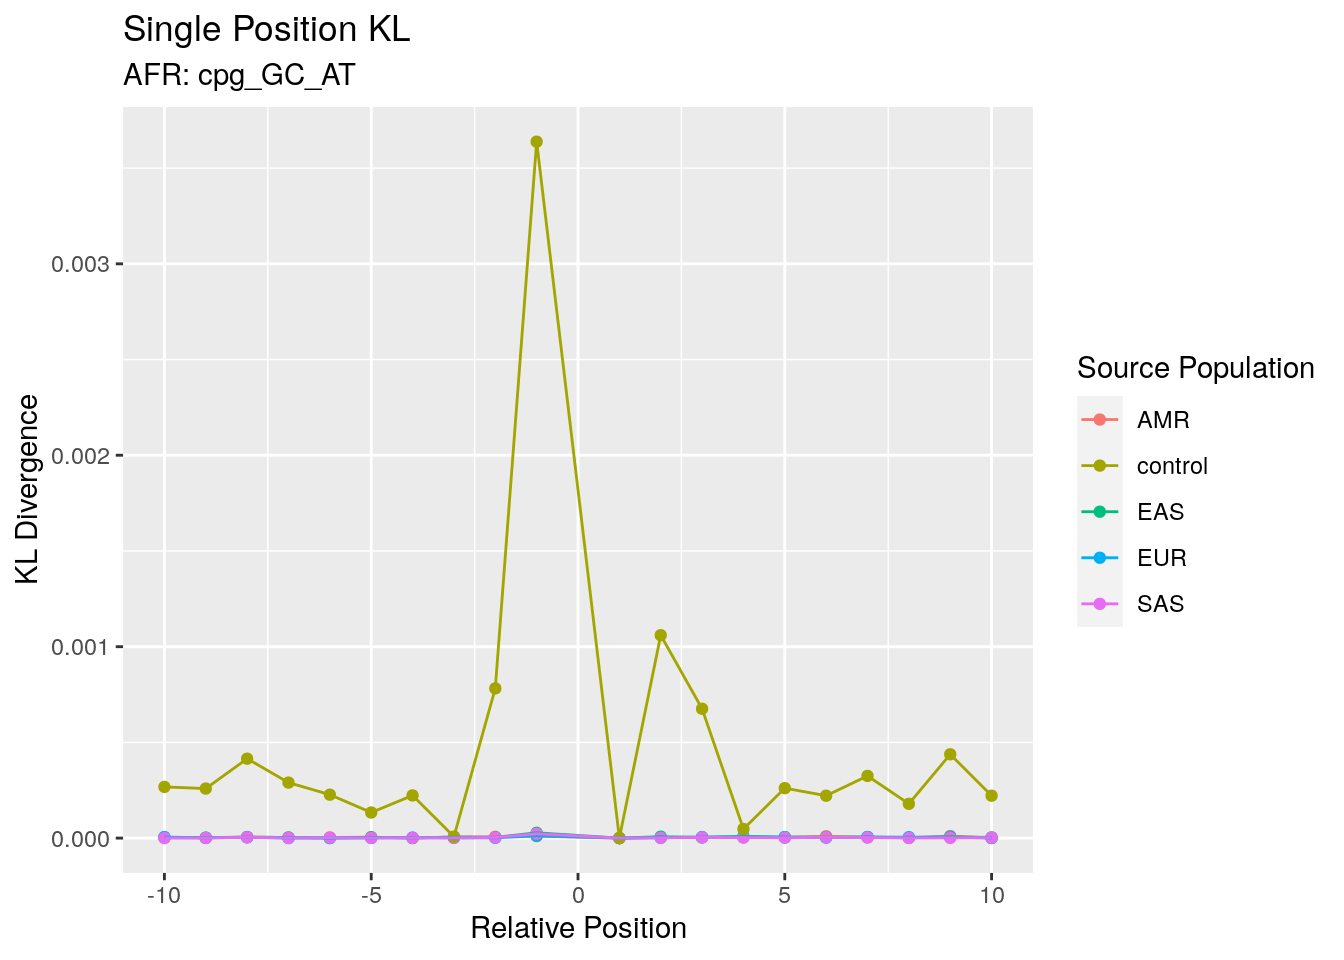 Single Position KL
AFR: cpg_GC_AT
KL Divergence
0.003
0.002
0.001
0.000
-10 -5 0 5 10
Relative Position
Source Population
AMR
control
EAS
EUR
SAS